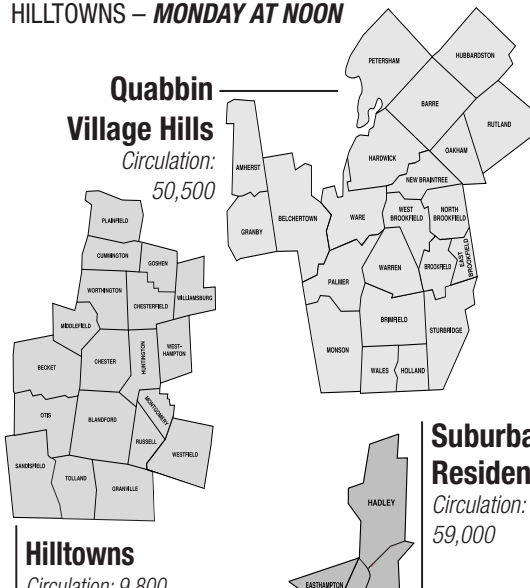 HILLTOWNS – MONDAY AT NOON
Quabbin
Village Hills
Circulation:
50,500
PETERSHAM
HUBBARDSTON
BARRE
RUTLAND
HARDWICK
OAKHAM
NEW BRAINTREE
AMHERST
GRANBY
BELCHERTOWN
WARE
WEST
BROOKFIELD
NORTH
BROOKFIELD
EAST
BROOKFIELD
PALMER
WARREN
BROOKFIELD
BRIMFIELD
STURBRIDGE
MONSON
WALES
HOLLAND
PLAINFIELD
CUMMINGTON
GOSHEN
WORTHINGTON
CHESTERFIELD
WILLIAMSBURG
MIDDLEFIELD
BECKET
CHESTER
HUNTINGTON
WEST-
HAMPTON
OTIS
BLANDFORD
MONTGOMERY
RUSSELL
WESTFIELD
SANDISFIELD
TOLLAND
GRANVILLE
Hilltowns
Circulation: 9,800
Suburba
Residen
Circulation:
59,000
HADLEY
EASTHAMPTON